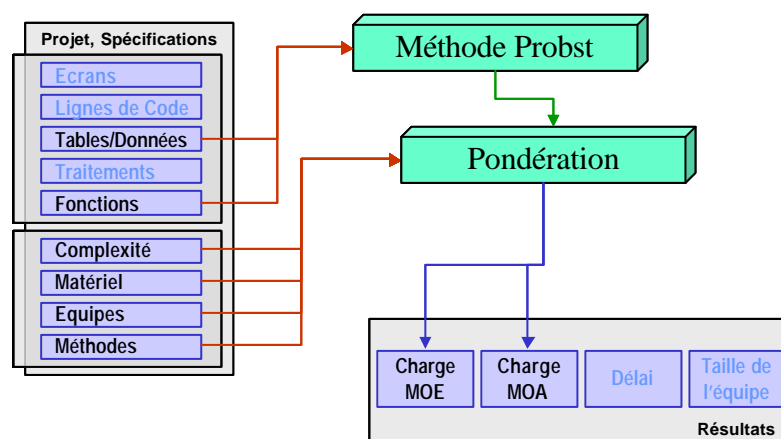 Projet, Spécifications
Ecrans
Lignes de Code
Tables/Données
Traitements
Fonctions
Complexité
Matériel
Equipes
Méthodes
Méthode Probst
Pondération
Charge
MOE
Charge
MOA
Délai
Taille de
l'équipe
Résultats